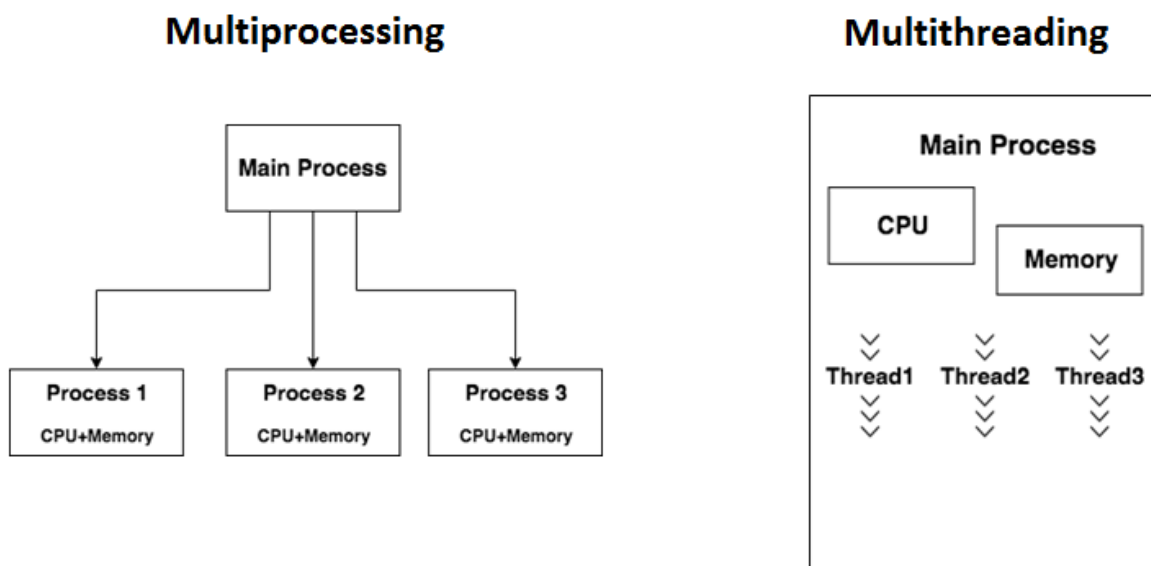 Multiprocessing
Main Process
Process 1
CPU+Memory
Process 2
CPU+Memory
Process 3
CPU+Memory
Multithreading
Main Process
CPU
Memory
Thread1 Thread2 Thread3